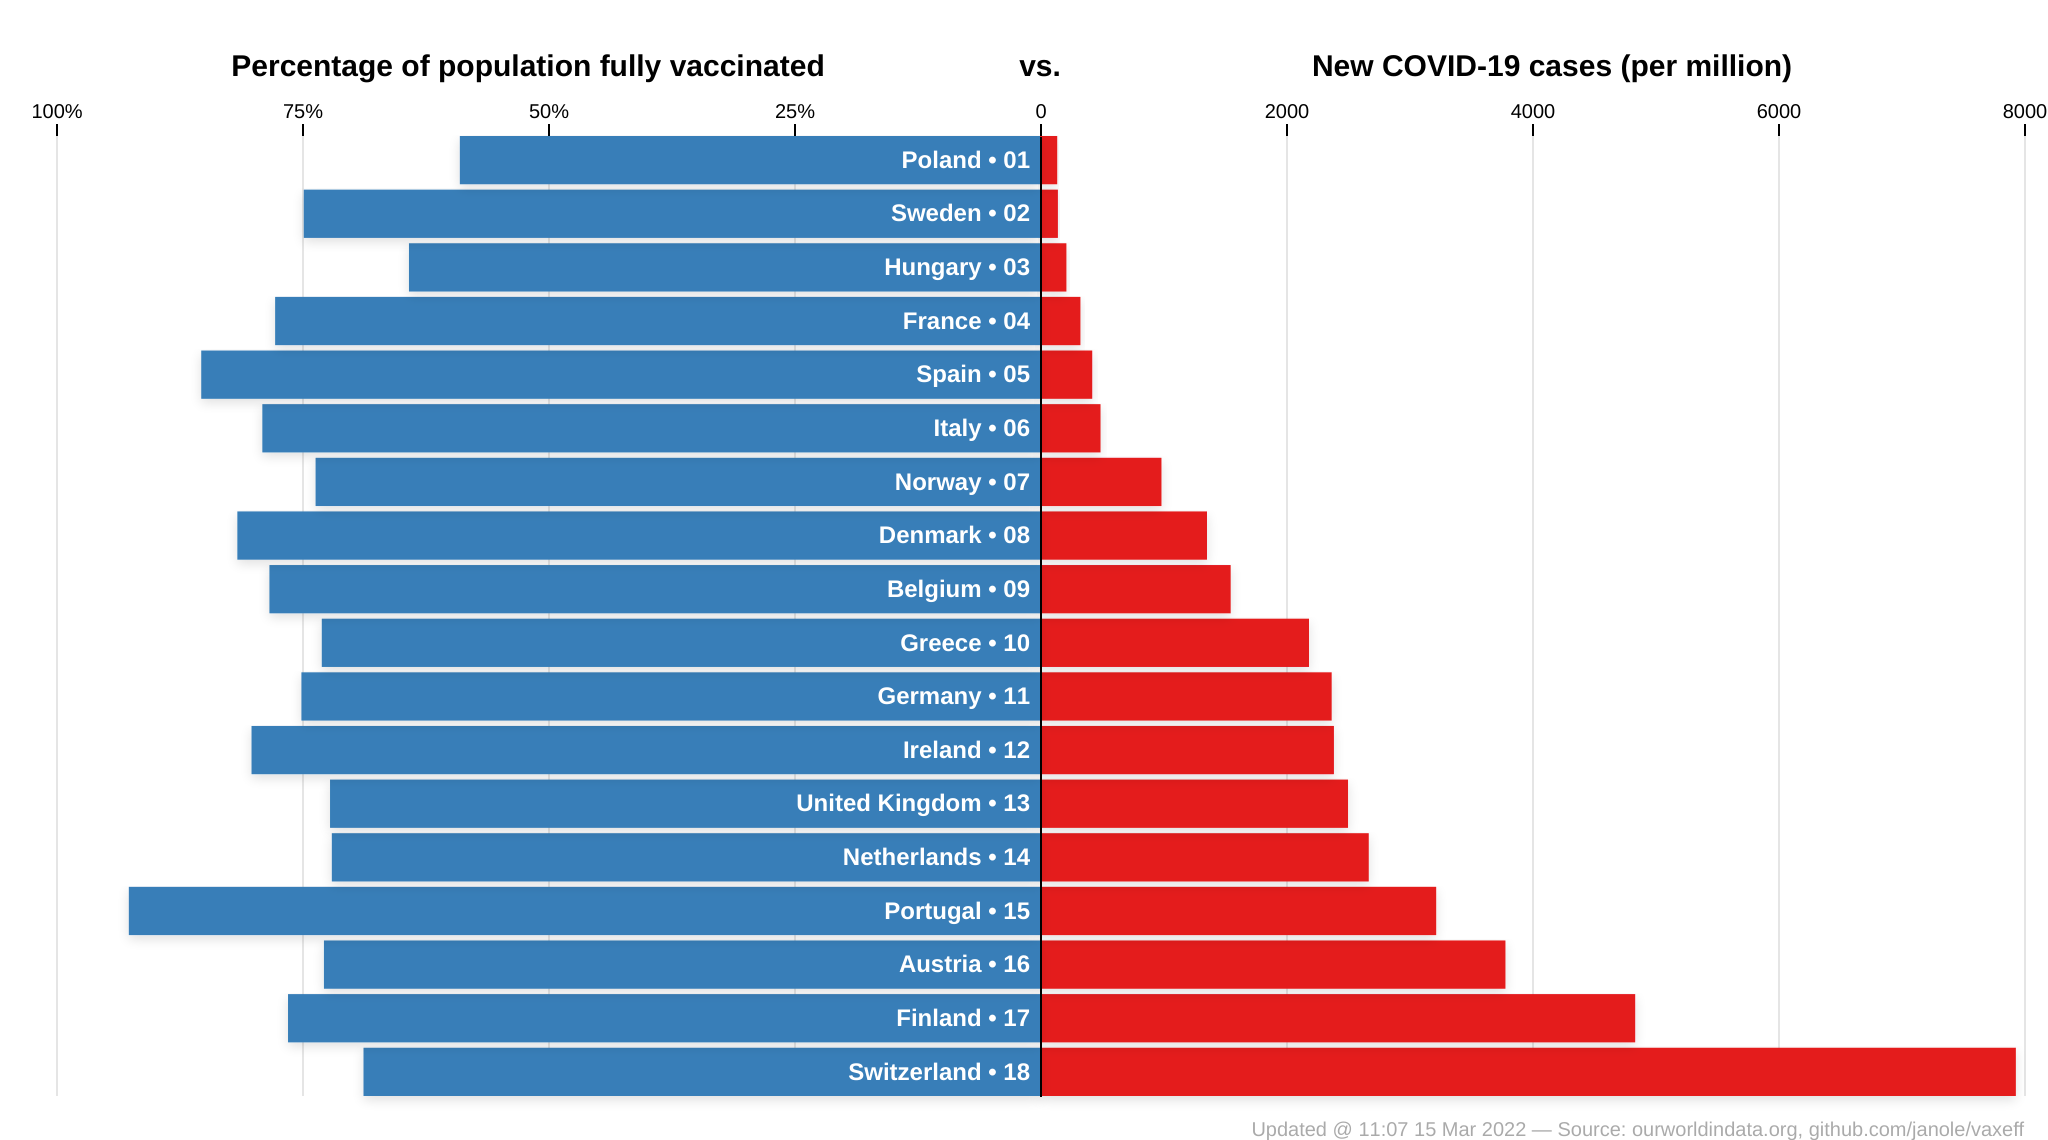 Percentage of population fully vaccinated vs. New COVID-19 cases (per million)
100% 75% 50% 25% 0 2000 4000 6000 8000
Poland • 01
Sweden • 02
Hungary • 03
France • 04
Spain • 05
Italy • 06
Norway • 07
Denmark • 08
Belgium • 09
Greece • 10
Germany • 11
Ireland • 12
United Kingdom • 13
Netherlands • 14
Portugal • 15
Austria • 16
Finland • 17
Switzerland • 18
Updated @ 11:07 15 Mar 2022 — Source: ourworldindata.org, github.com/janole/vaxeff